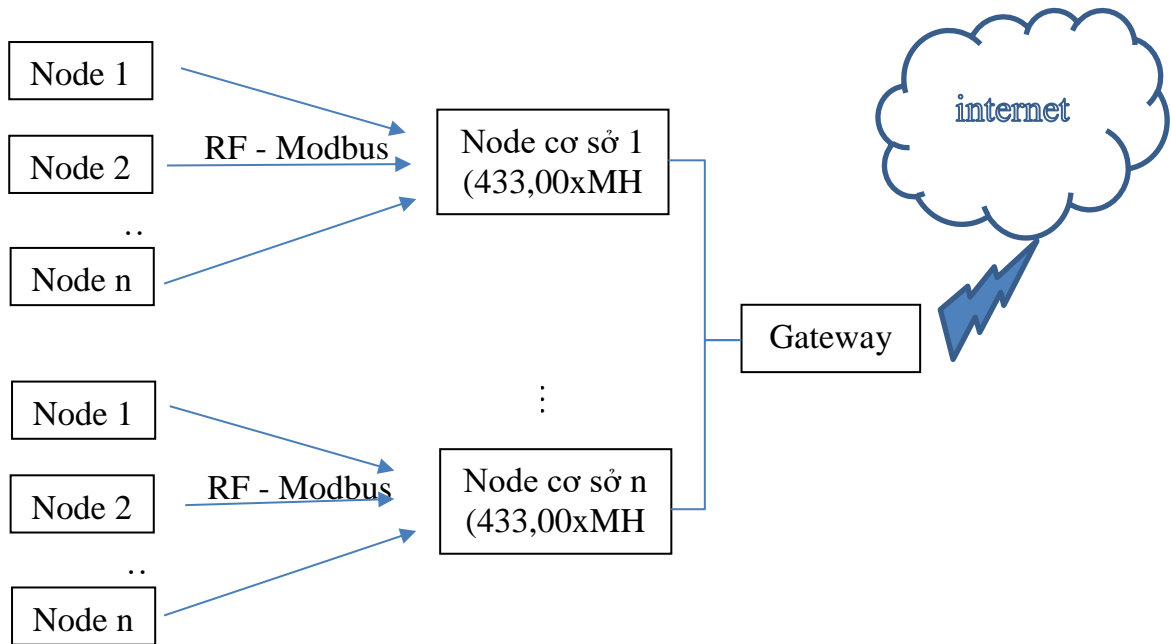 Node 1
Node 2
..
Node n
RF - Modbus
Node cơ sở 1
(433,00xMH
internet
Gateway
⋮
Node 1
Node 2
..
Node n
RF - Modbus
Node cơ sở n
(433,00xMH